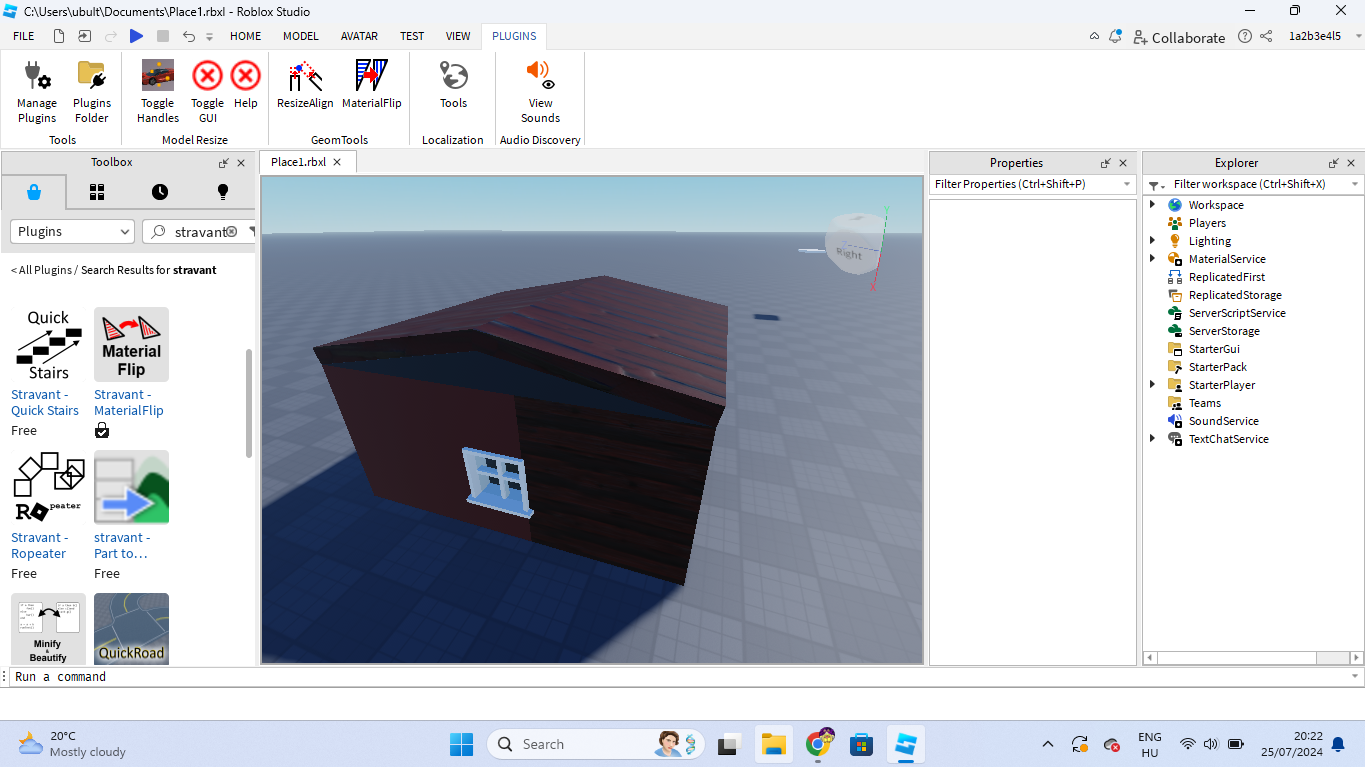 C:\Users\ubult\Documents\Place1.rbxl - Roblox Studio
FILE HOME MODEL AVATAR TEST VIEW PLUGINS Collaborate 1a2b3e4l5
Manage Plugins
Plugins Folder
Toggle Handles
Toggle GUI
Help
ResizeAlign
MaterialFlip
Tools
View Sounds
Tools
Model Resize
GeomTools
Localization
Audio Discovery
Toolbox
Plugins
stravant
< All Plugins / Search Results for stravant
Quick
Stairs
Stravant -
Quick Stairs
Free
Material
Flip
Stravant -
MaterialFlip
R peater
Stravant -
Ropeater
Free
stravant -
Part to...
Free
Minify
&
Beautify
QuickRoad
Place1.rbxl
Right
Y
Z
X
Properties
Filter Properties (Ctrl+Shift+P)
Explorer
Filter workspace (Ctrl+Shift+X)
Workspace
Players
Lighting
MaterialService
ReplicatedFirst
ReplicatedStorage
ServerScriptService
ServerStorage
StarterGui
StarterPack
StarterPlayer
Teams
SoundService
TextChatService
Run a command
20°C
Mostly cloudy
Search
ENG
HU
20:22
25/07/2024